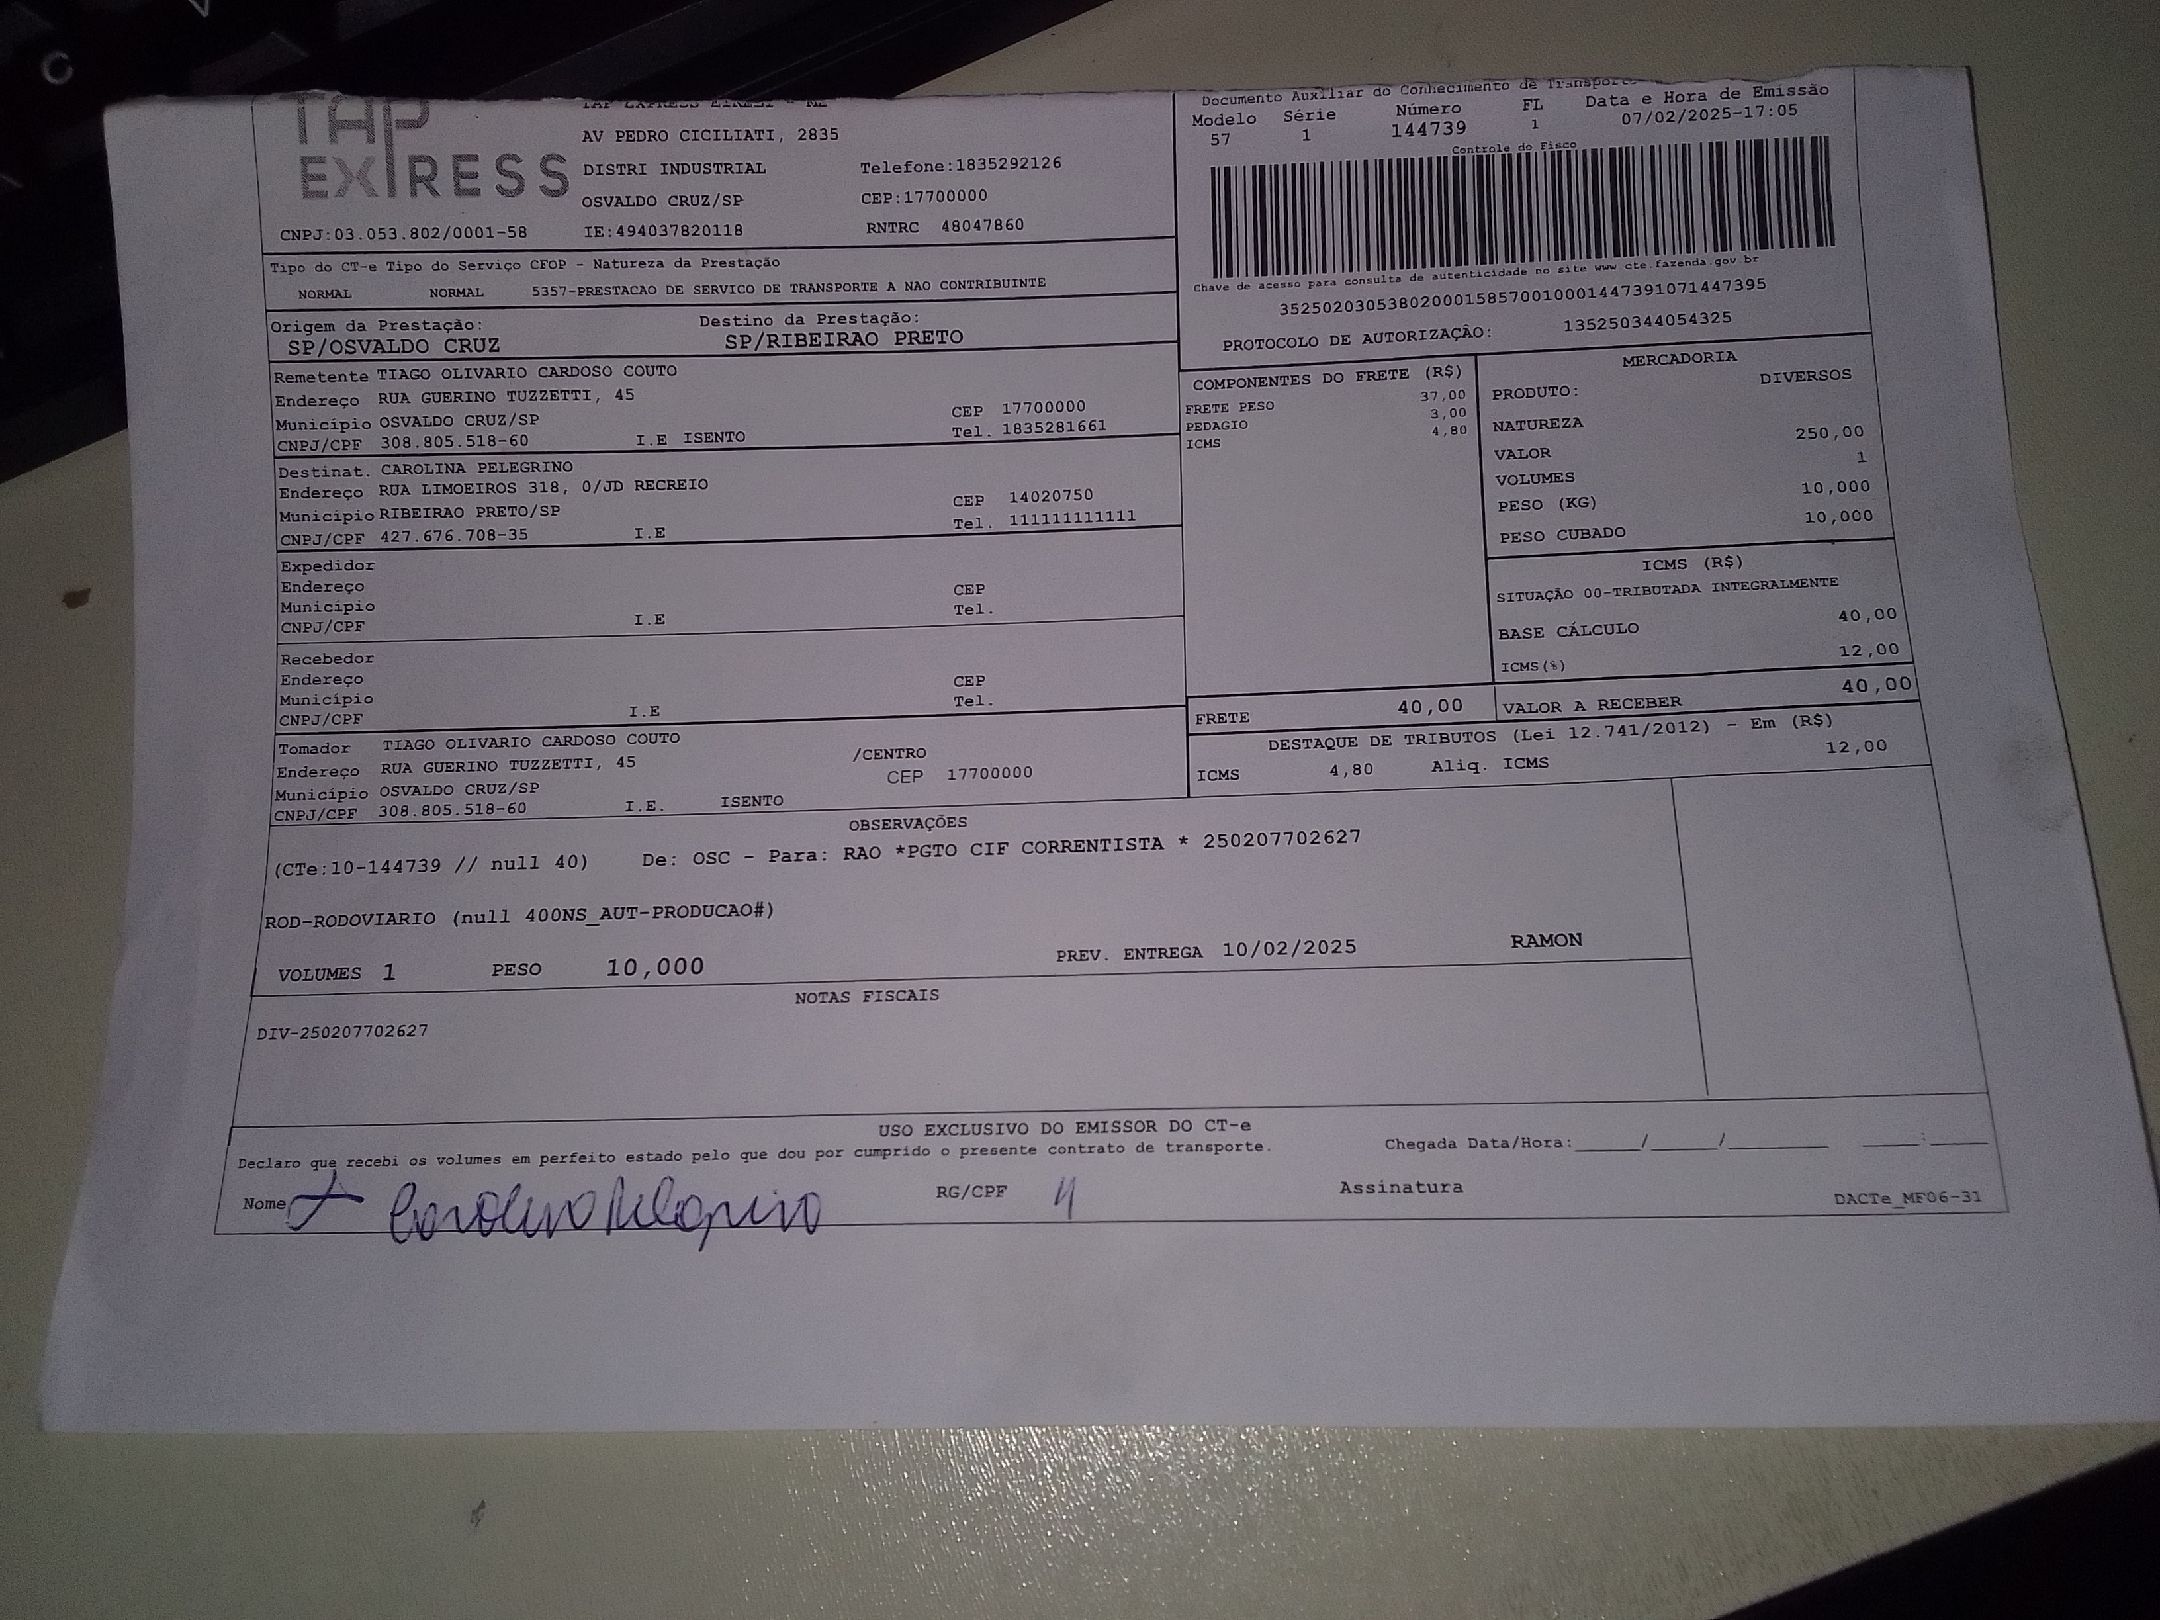 TAP
EXPRESS
TAP EXPRESS EIRELI - ME
AV PEDRO CICILIATI, 2835
DISTRI INDUSTRIAL Telefone:1835292126
OSVALDO CRUZ/SP CEP:17700000
CNPJ:03.053.802/0001-58 IE:494037820118 RNTRC 48047860
Documento Auxiliar do Conhecimento de Transporte
Modelo Série Número FL Data e Hora de Emissão
57 1 144739 1 07/02/2025-17:05
Controle do Fisco
Chave de acesso para consulta de autenticidade no site www.cte.fazenda.gov.br
35250203053802000158570010001447391071447395
PROTOCOLO DE AUTORIZAÇÃO: 135250344054325
Tipo do CT-e Tipo do Serviço CFOP - Natureza da Prestação
NORMAL NORMAL 5357-PRESTACAO DE SERVICO DE TRANSPORTE A NAO CONTRIBUINTE
Origem da Prestação: Destino da Prestação:
SP/OSVALDO CRUZ SP/RIBEIRAO PRETO
Remetente TIAGO OLIVARIO CARDOSO COUTO
Endereço RUA GUERINO TUZZETTI, 45
Município OSVALDO CRUZ/SP CEP 17700000
CNPJ/CPF 308.805.518-60 I.E ISENTO Tel. 1835281661
Destinat. CAROLINA PELEGRINO
Endereço RUA LIMOEIROS 318, 0/JD RECREIO
Município RIBEIRAO PRETO/SP CEP 14020750
CNPJ/CPF 427.676.708-35 I.E Tel. 111111111111
Expedidor
Endereço CEP
Município Tel.
CNPJ/CPF I.E
Recebedor
Endereço CEP
Município Tel.
CNPJ/CPF I.E
Tomador TIAGO OLIVARIO CARDOSO COUTO
Endereço RUA GUERINO TUZZETTI, 45 /CENTRO
Município OSVALDO CRUZ/SP CEP 17700000
CNPJ/CPF 308.805.518-60 I.E. ISENTO
COMPONENTES DO FRETE (R$)
FRETE PESO 37,00
PEDAGIO 3,00
ICMS 4,80
MERCADORIA
PRODUTO: DIVERSOS
NATUREZA
VALOR 250,00
VOLUMES 1
PESO (KG) 10,000
PESO CUBADO 10,000
ICMS (R$)
SITUAÇÃO 00-TRIBUTADA INTEGRALMENTE
BASE CÁLCULO 40,00
ICMS(%) 12,00
FRETE 40,00 VALOR A RECEBER 40,00
DESTAQUE DE TRIBUTOS (Lei 12.741/2012) - Em (R$)
ICMS 4,80 Aliq. ICMS 12,00
OBSERVAÇÕES
(CTe:10-144739 // null 40) De: OSC - Para: RAO *PGTO CIF CORRENTISTA * 250207702627
ROD-RODOVIARIO (null 400NS_AUT-PRODUCAO#)
VOLUMES 1 PESO 10,000 PREV. ENTREGA 10/02/2025 RAMON
NOTAS FISCAIS
DIV-250207702627
USO EXCLUSIVO DO EMISSOR DO CT-e
Declaro que recebi os volumes em perfeito estado pelo que dou por cumprido o presente contrato de transporte. Chegada Data/Hora:_____/_____/________ ____:____
Nome Carolina Pelegrino RG/CPF 4 Assinatura DACTe_MF06-31